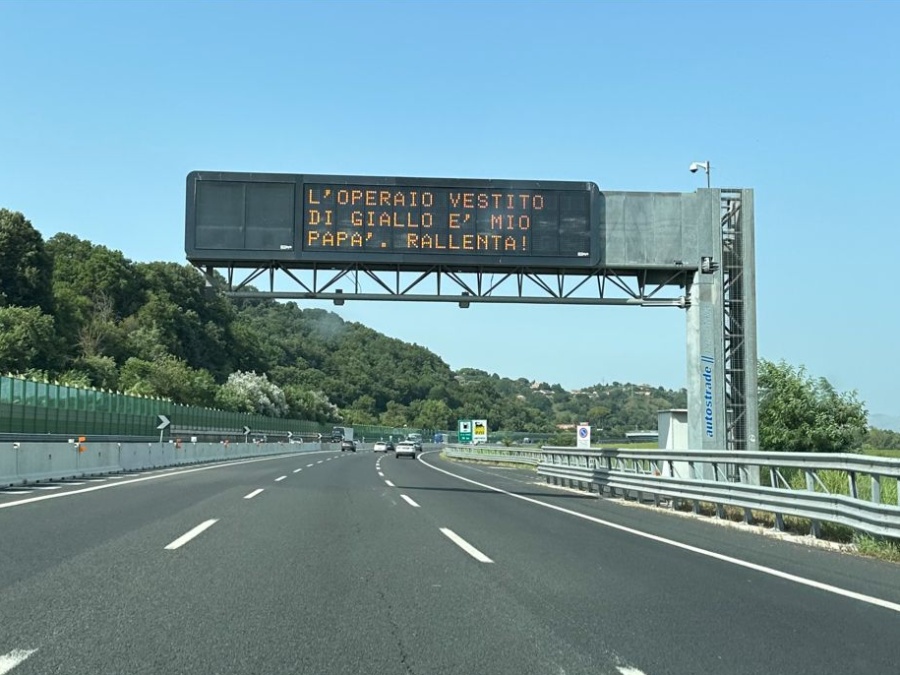 L'OPERAIO VESTITO
DI GIALLO E' MIO
PAPA'. RALLENTA!
autostrade